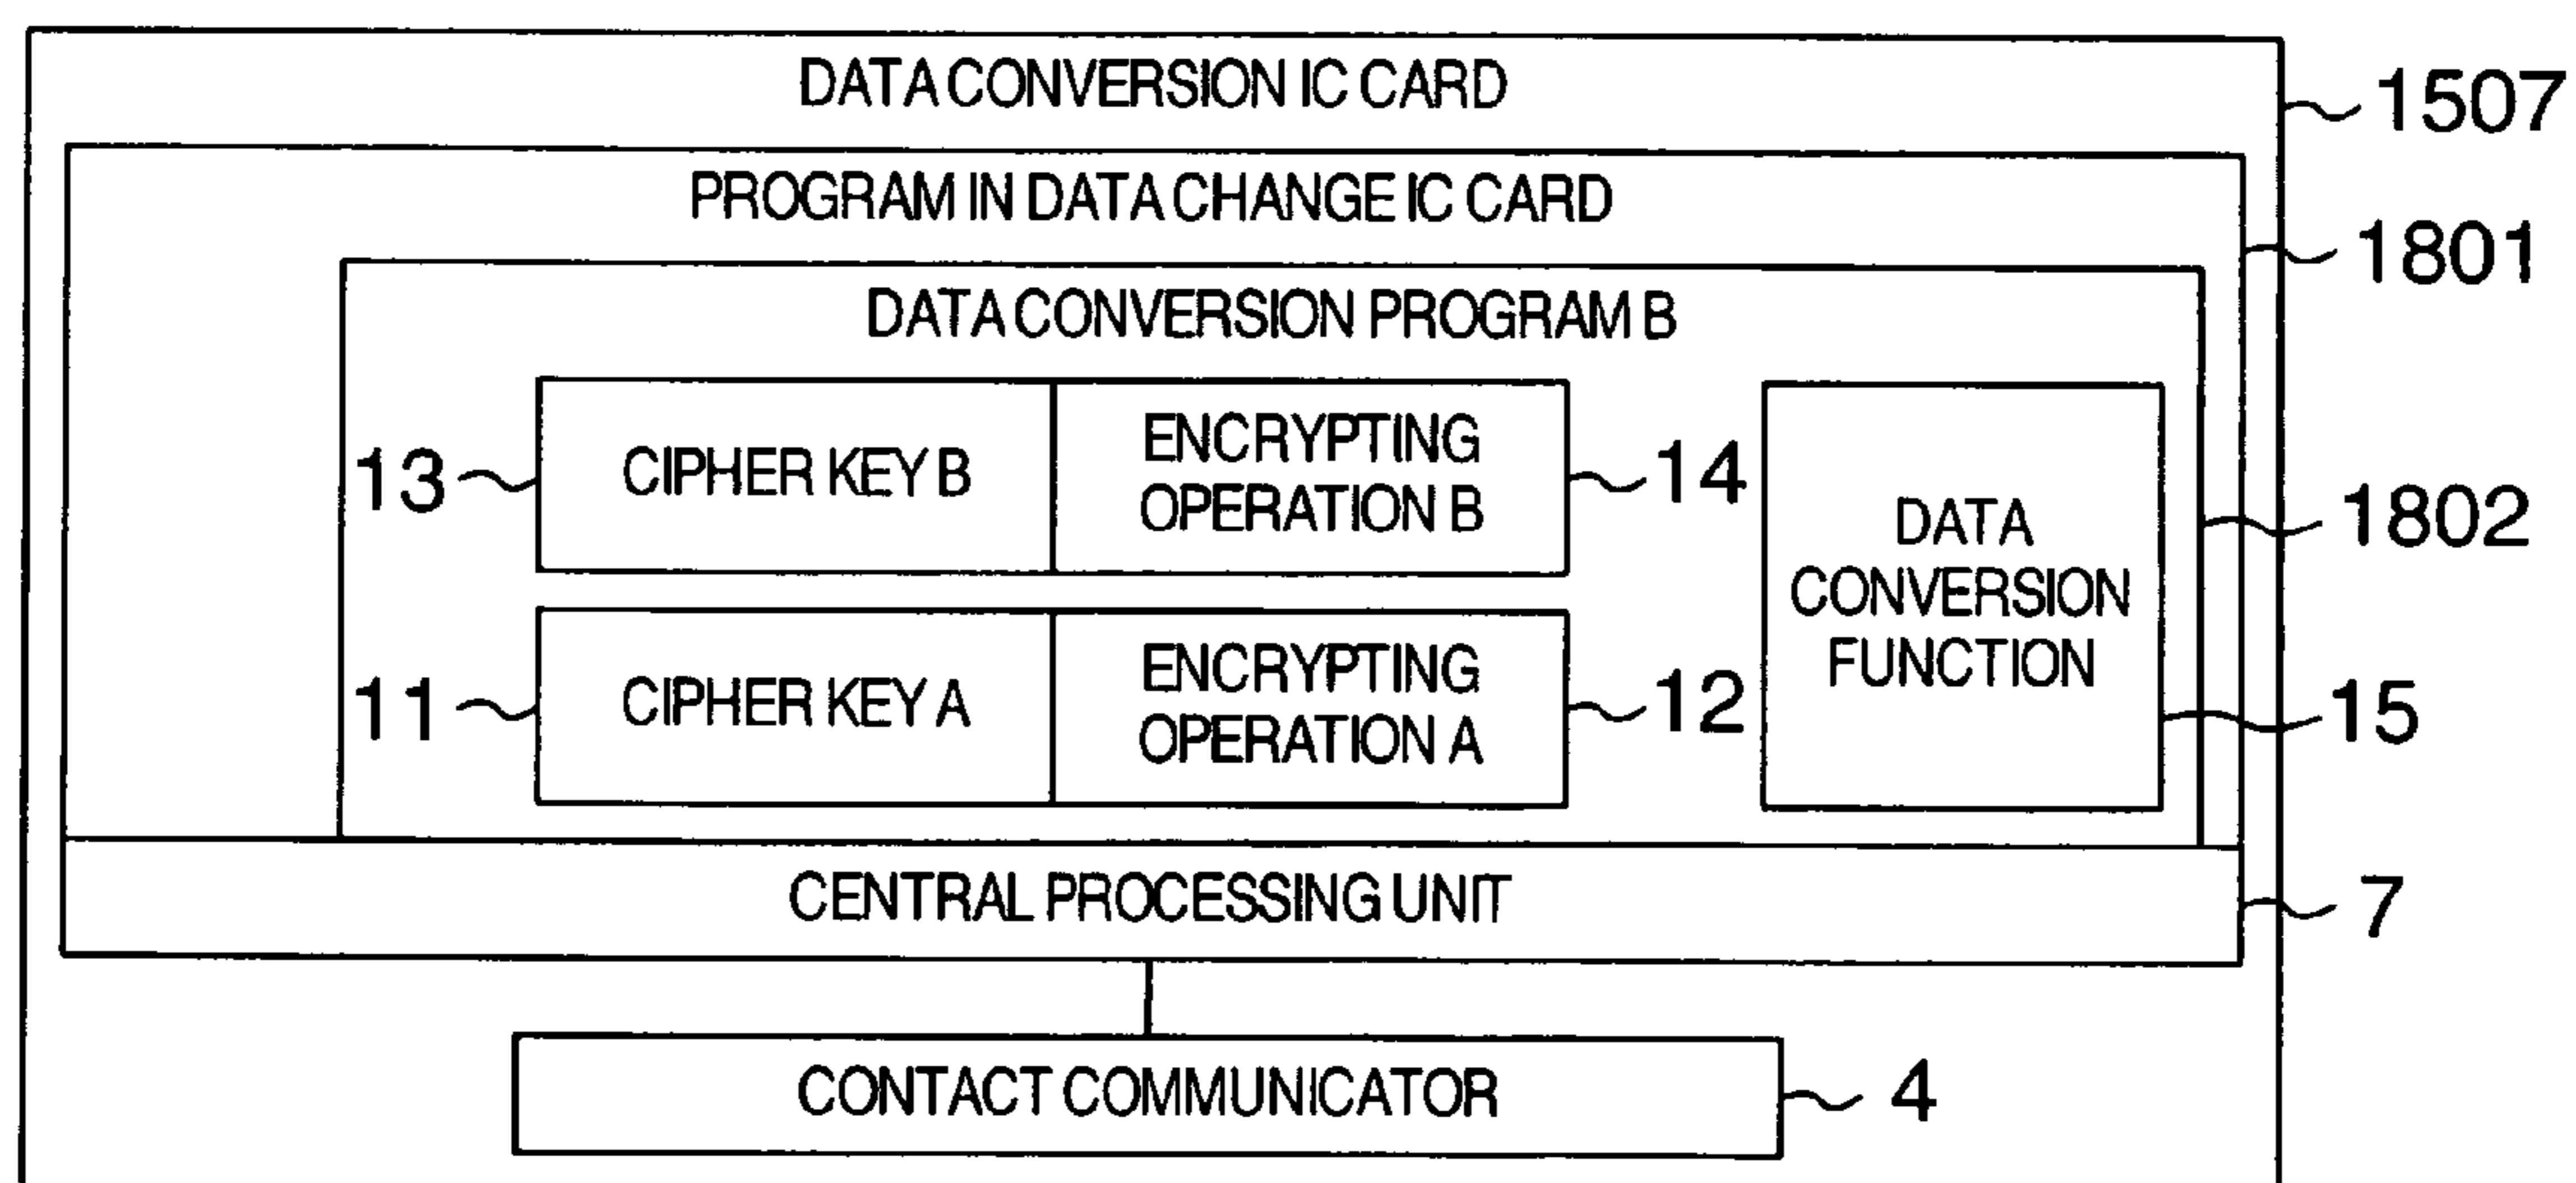 DATA CONVERSION IC CARD
1507
PROGRAM IN DATA CHANGE IC CARD
1801
DATA CONVERSION PROGRAM B
13
CIPHER KEY B
ENCRYPTING
OPERATION B
14
DATA
CONVERSION
FUNCTION
1802
11
CIPHER KEY A
ENCRYPTING
OPERATION A
12
15
CENTRAL PROCESSING UNIT
7
CONTACT COMMUNICATOR
4